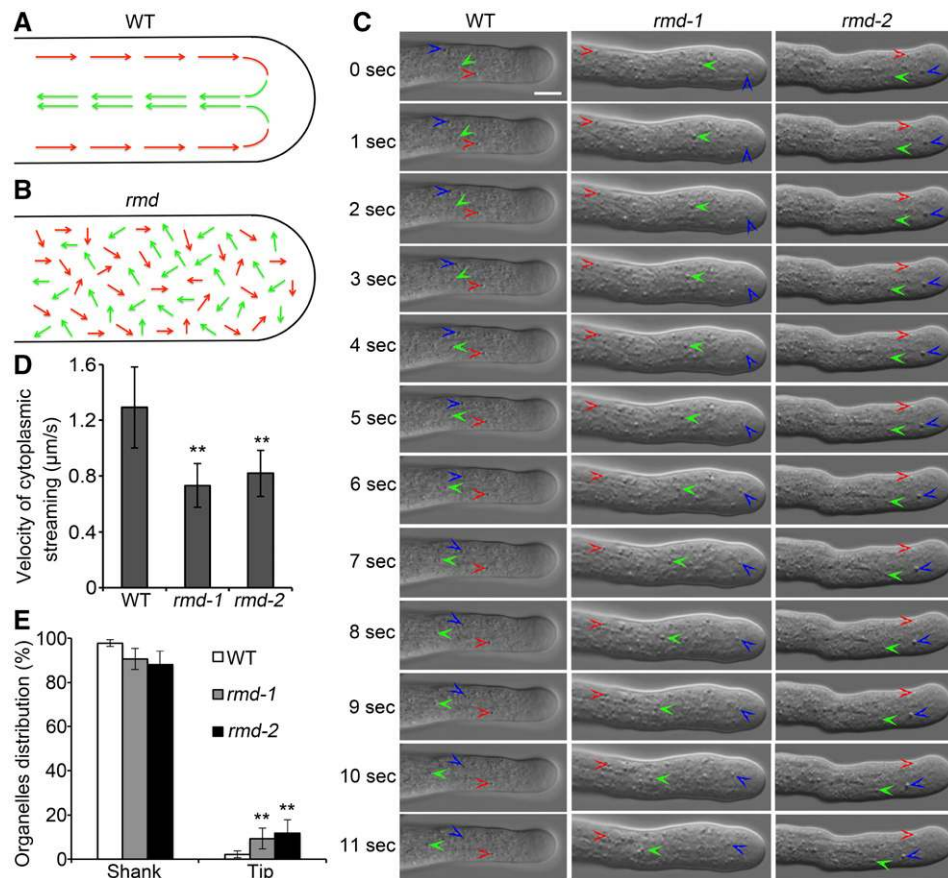 A
WT
B
rmd
C
WT
rmd-1
rmd-2
0 sec
1 sec
2 sec
3 sec
4 sec
5 sec
6 sec
7 sec
8 sec
9 sec
10 sec
11 sec
D
Velocity of cytoplasmic
streaming (µm/s)
1.6
1.2
0.8
0.4
0
**
**
WT
rmd-1
rmd-2
E
Organelles distribution (%)
100
80
60
40
20
0
WT
rmd-1
rmd-2
**
**
Shank
Tip